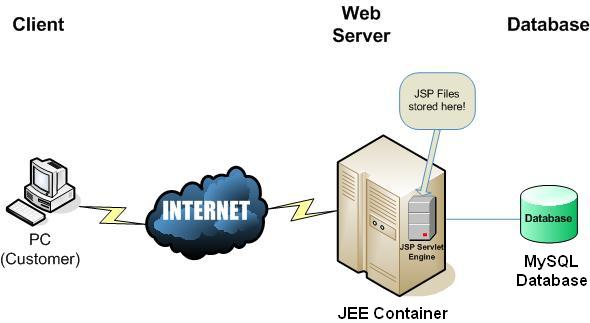 Client
Web
Server
Database
JSP Files
stored here!
INTERNET
PC
(Customer)
JSP Servlet
Engine
JEE Container
Database
MySQL
Database